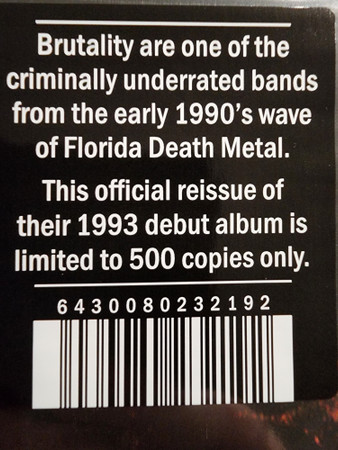 Brutality are one of the
criminally underrated bands
from the early 1990's wave
of Florida Death Metal.
This official reissue of
their 1993 debut album is
limited to 500 copies only.
6430080232192